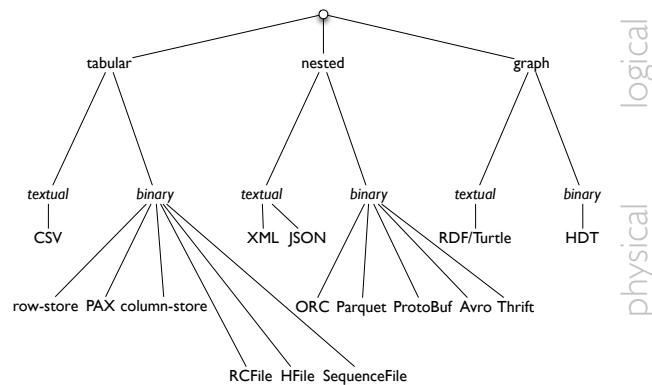 tabular nested graph
logical
textual binary textual binary textual binary
CSV XML JSON RDF/Turtle HDT
physical
row-store PAX column-store ORC Parquet ProtoBuf Avro Thrift
RCFile HFile SequenceFile